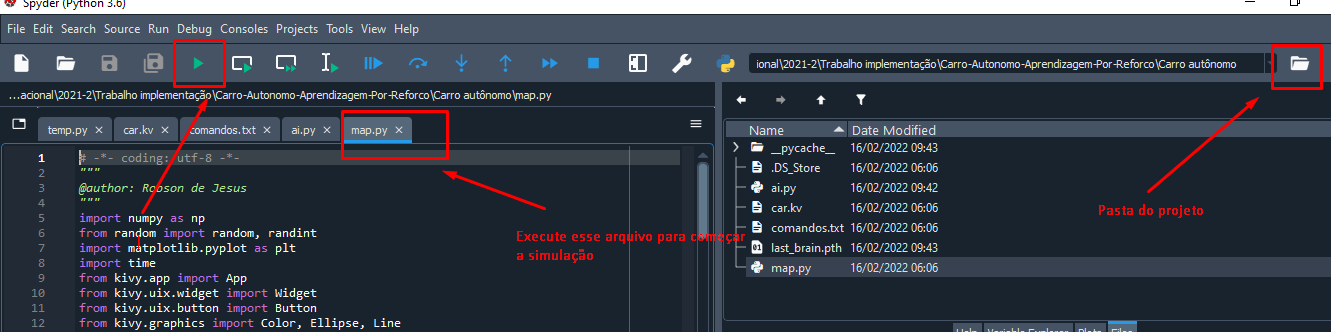 Spyder (Python 3.6)
File Edit Search Source Run Debug Consoles Projects Tools View Help
ional\2021-2\Trabalho implementação\Carro-Autonomo-Aprendizagem-Por-Reforco\Carro autônomo
...acional\2021-2\Trabalho implementação\Carro-Autonomo-Aprendizagem-Por-Reforco\Carro autônomo\map.py
temp.py car.kv comandos.txt ai.py map.py
1 # -*- coding: utf-8 -*-
2 """
3 @author: Robson de Jesus
4 """
5 import numpy as np
6 from random import random, randint
7 import matplotlib.pyplot as plt
8 import time
9 from kivy.app import App
10 from kivy.uix.widget import Widget
11 from kivy.uix.button import Button
12 from kivy.graphics import Color, Ellipse, Line
Execute esse arquivo para começar
a simulação
Name Date Modified
__pycache__ 16/02/2022 09:43
.DS_Store 16/02/2022 06:06
ai.py 16/02/2022 09:42
car.kv 16/02/2022 06:06
comandos.txt 16/02/2022 06:06
last_brain.pth 16/02/2022 09:43
map.py 16/02/2022 06:06
Pasta do projeto
Help Variable Explorer Plots Files